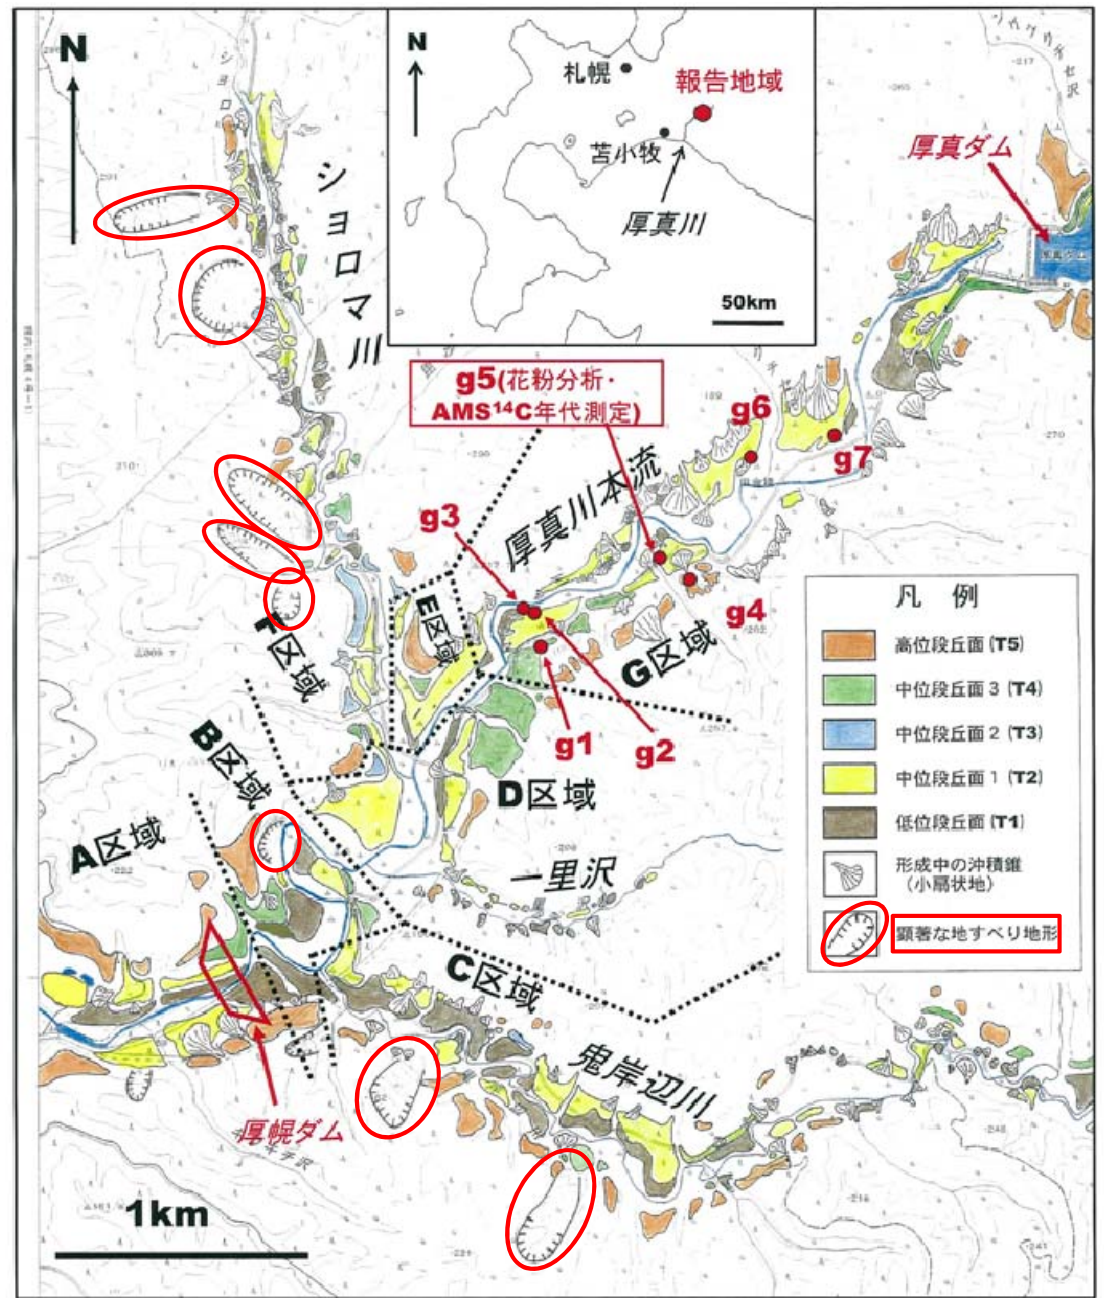 N
N
札幌
報告地域
苫小牧
厚真川
50km
厚真ダム
ショロマ川
g5(花粉分析・
AMS¹⁴C年代測定)
g6
g7
厚真川本流
g3
g4
E区域
F区域
G区域
g1
g2
B区域
D区域
A区域
一里沢
C区域
鬼岸辺川
厚幌ダム
1km
凡 例
高位段丘面(T5)
中位段丘面3(T4)
中位段丘面2(T3)
中位段丘面1(T2)
低位段丘面(T1)
形成中の沖積錐
(小扇状地)
顕著な地すべり地形